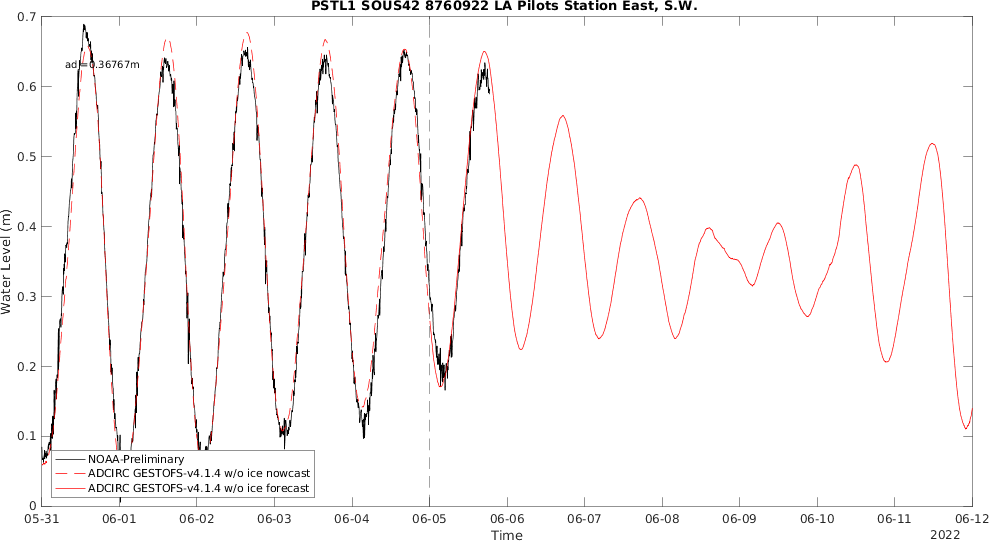 PSTL1 SOUS42 8760922 LA Pilots Station East, S.W.
0.7
0.6
0.5
0.4
0.3
0.2
0.1
0
Water Level (m)
ad = 0.36767m
NOAA-Preliminary
ADCIRC GESTOFS-v4.1.4 w/o ice nowcast
ADCIRC GESTOFS-v4.1.4 w/o ice forecast
05-31 06-01 06-02 06-03 06-04 06-05 06-06 06-07 06-08 06-09 06-10 06-11 06-12
Time
2022